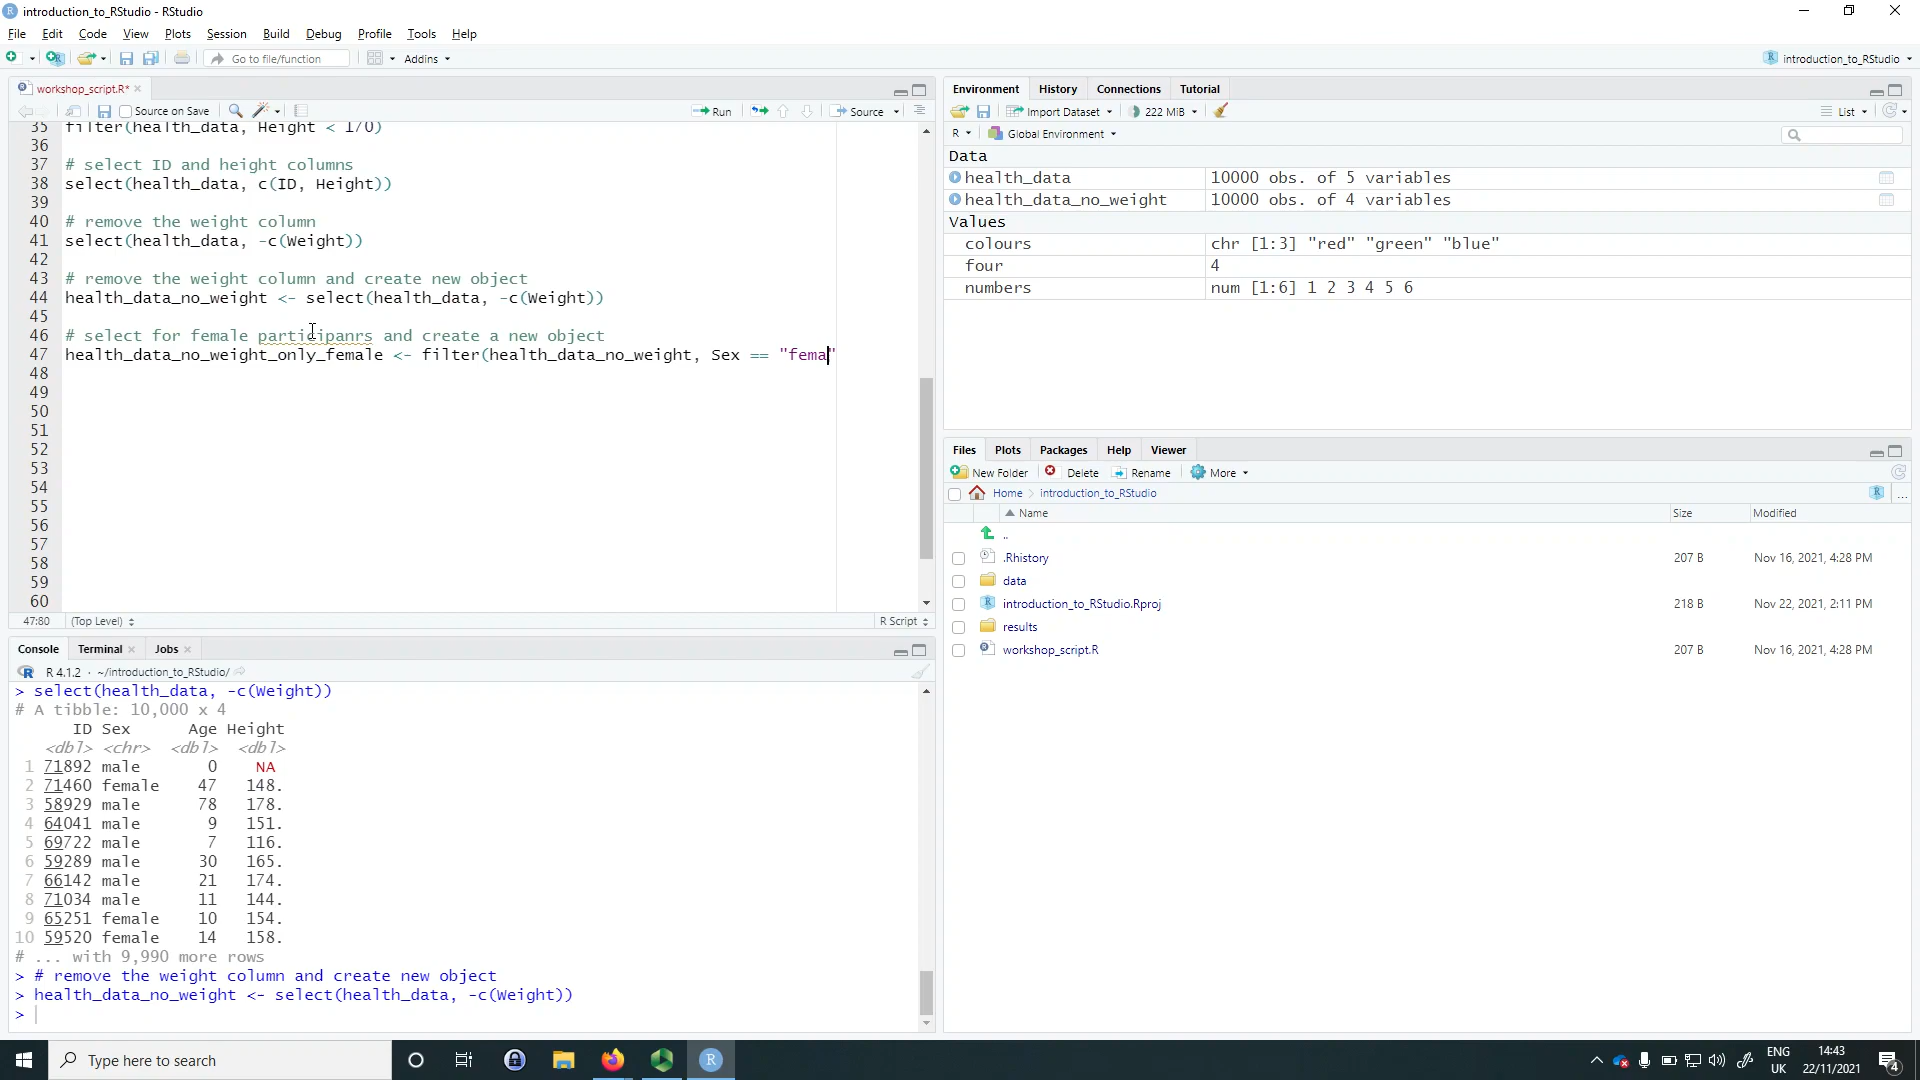 introduction_to_RStudio - RStudio
File Edit Code View Plots Session Build Debug Profile Tools Help
Go to file/function Addins introduction_to_RStudio
workshop_script.R*
Source on Save Run Source
35 filter(health_data, Height < 170)
36
37 # select ID and height columns
38 select(health_data, c(ID, Height))
39
40 # remove the weight column
41 select(health_data, -c(Weight))
42
43 # remove the weight column and create new object
44 health_data_no_weight <- select(health_data, -c(Weight))
45
46 # select for female participanrs and create a new object
47 health_data_no_weight_only_female <- filter(health_data_no_weight, Sex == "fema"
48
49
50
51
52
53
54
55
56
57
58
59
60
47:80 (Top Level) R Script
Console Terminal Jobs
R 4.1.2 · ~/introduction_to_RStudio/
> select(health_data, -c(Weight))
# A tibble: 10,000 x 4
ID Sex Age Height
<dbl> <chr> <dbl> <dbl>
1 71892 male 0 NA
2 71460 female 47 148.
3 58929 male 78 178.
4 64041 male 9 151.
5 69722 male 7 116.
6 59289 male 30 165.
7 66142 male 21 174.
8 71034 male 11 144.
9 65251 female 10 154.
10 59520 female 14 158.
# ... with 9,990 more rows
> # remove the weight column and create new object
> health_data_no_weight <- select(health_data, -c(Weight))
>
Environment History Connections Tutorial
Import Dataset 222 MiB List
R Global Environment
Data
health_data 10000 obs. of 5 variables
health_data_no_weight 10000 obs. of 4 variables
Values
colours chr [1:3] "red" "green" "blue"
four 4
numbers num [1:6] 1 2 3 4 5 6
Files Plots Packages Help Viewer
New Folder Delete Rename More
Home introduction_to_RStudio ...
Name Size Modified
..
.Rhistory 207 B Nov 16, 2021, 4:28 PM
data
introduction_to_RStudio.Rproj 218 B Nov 22, 2021, 2:11 PM
results
workshop_script.R 207 B Nov 16, 2021, 4:28 PM
Type here to search
ENG 14:43
UK 22/11/2021 4